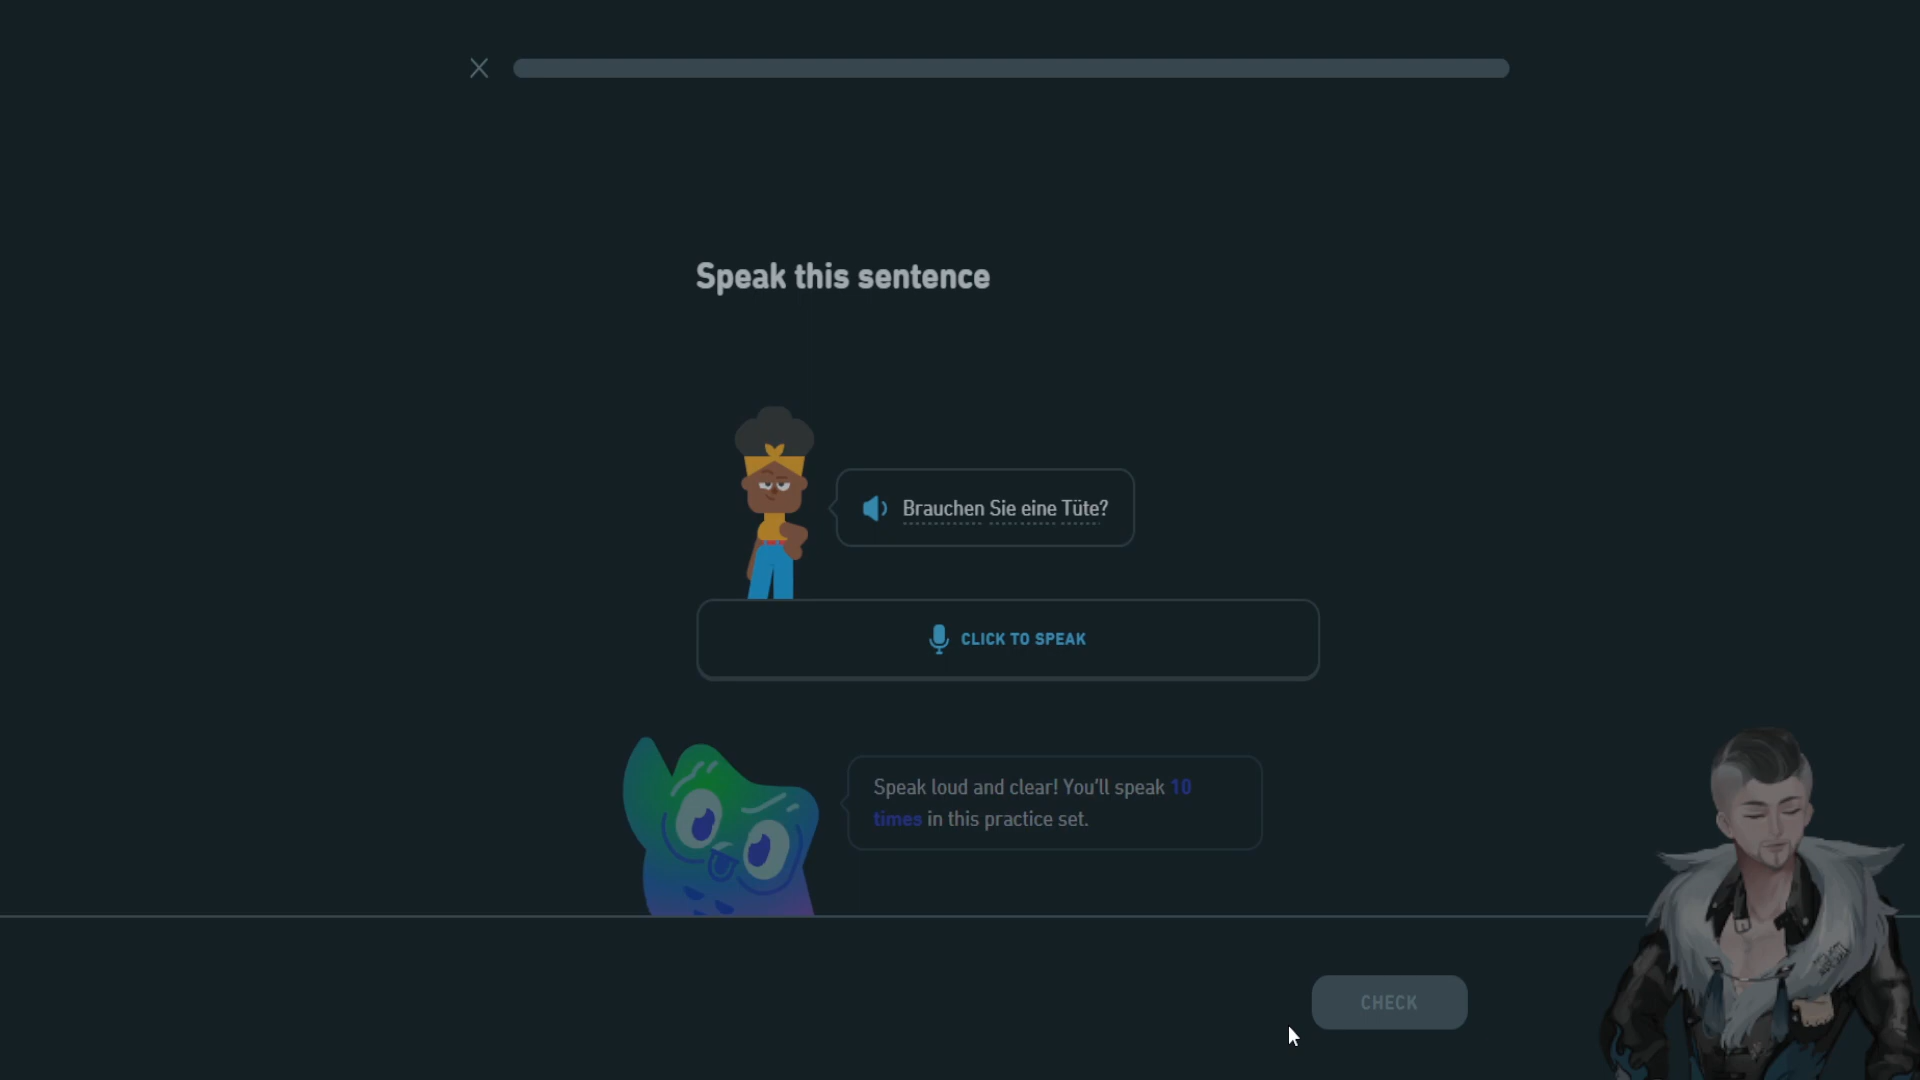 Speak this sentence
Brauchen Sie eine Tüte?
CLICK TO SPEAK
Speak loud and clear! You'll speak 10
times in this practice set.
CHECK